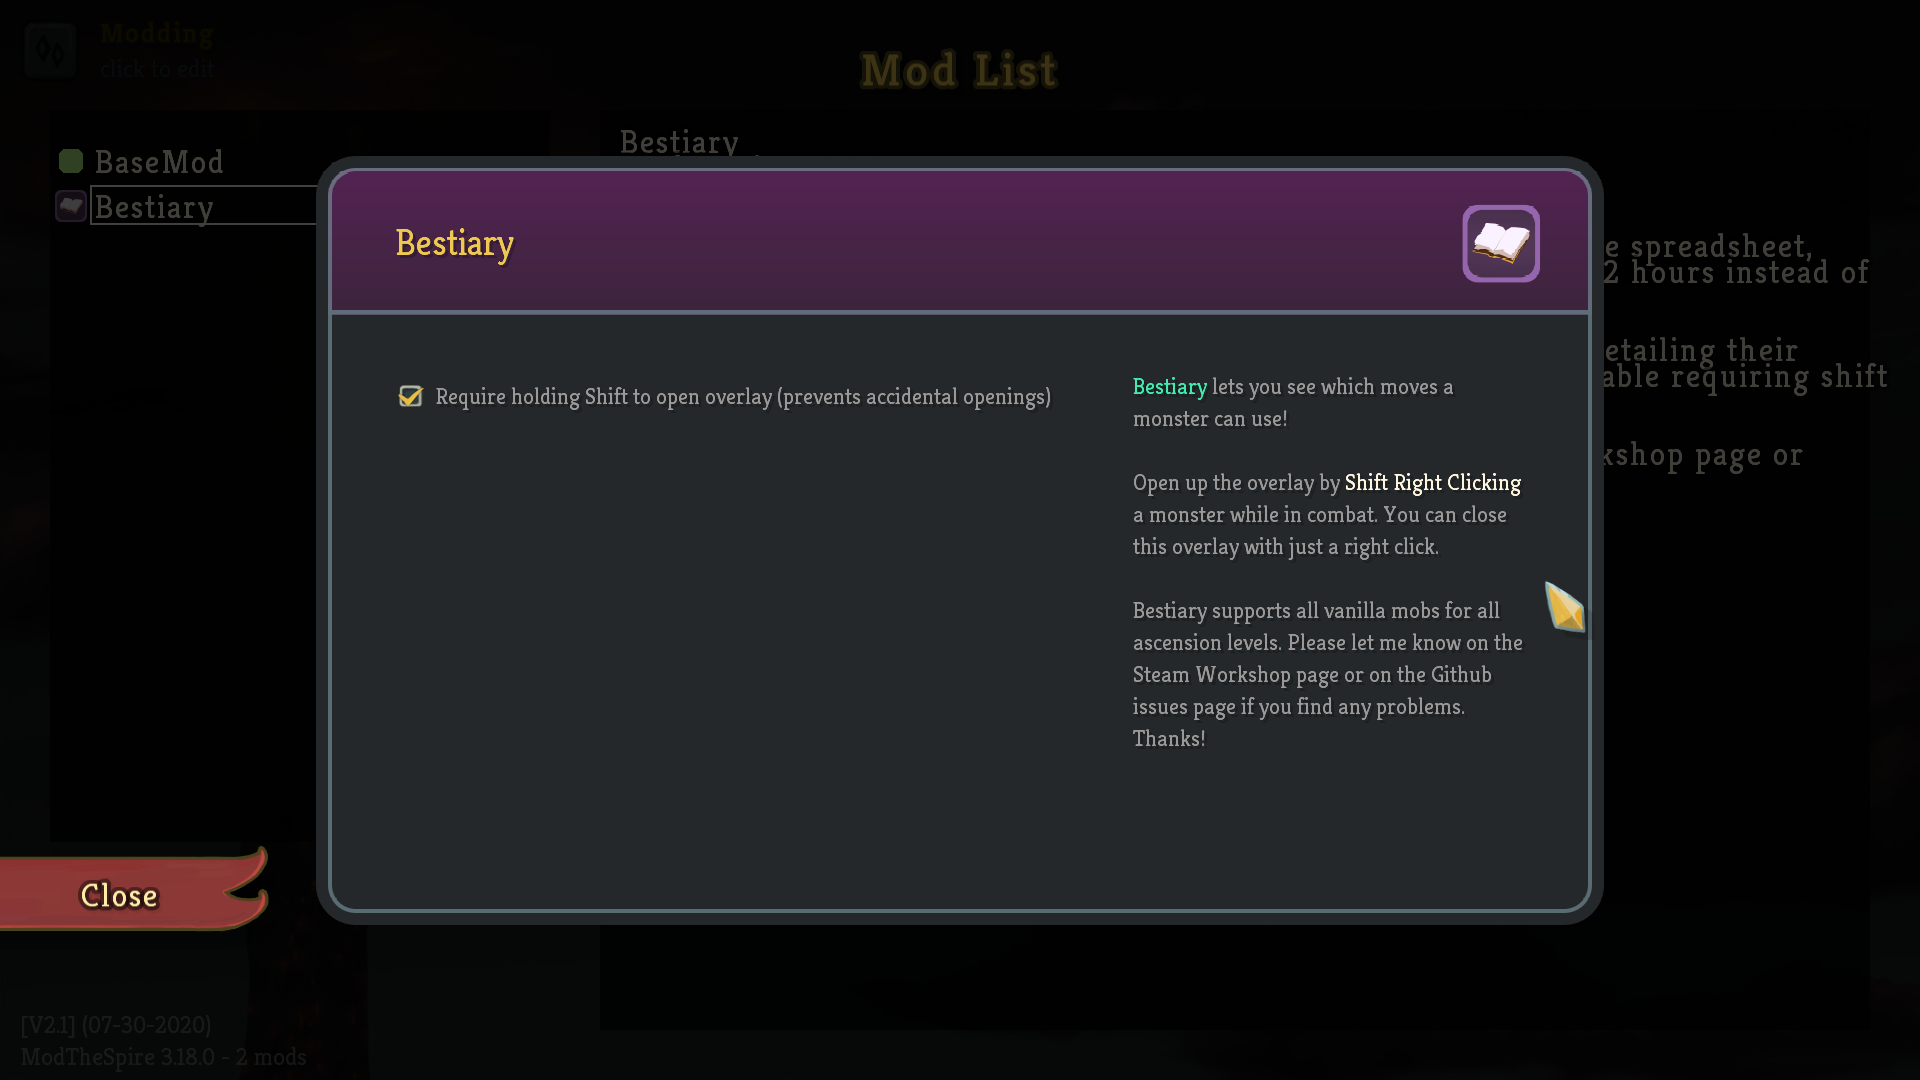 Modding
click to edit
Mod List
BaseMod
Bestiary
Bestiary
Bestiary
Require holding Shift to open overlay (prevents accidental openings)
Bestiary lets you see which moves a
monster can use!
Open up the overlay by Shift Right Clicking
a monster while in combat. You can close
this overlay with just a right click.
Bestiary supports all vanilla mobs for all
ascension levels. Please let me know on the
Steam Workshop page or on the Github
issues page if you find any problems.
Thanks!
spreadsheet,
2 hours instead of
their
requiring shift
page or
Close
[V2.1] (07-30-2020)
ModTheSpire 3.18.0 - 2 mods